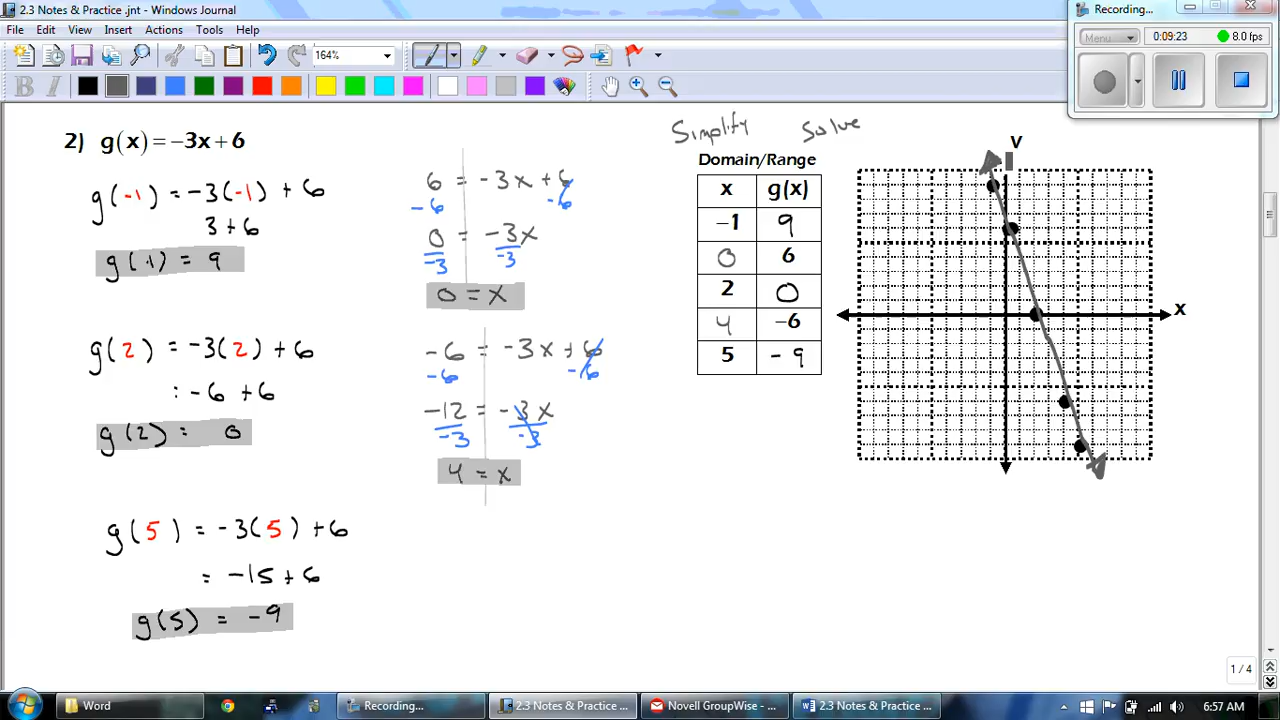 2.3 Notes & Practice .jnt - Windows Journal
Recording...
File Edit View Insert Actions Tools Help
Menu
0:09:23
8.0 fps
164%
B I
2) g(x) = -3x + 6
g(-1) = -3(-1) + 6
3 + 6
g(-1) = 9
g(2) = -3(2) + 6
: -6 + 6
g(2) = 0
g(5) = -3(5) + 6
= -15 + 6
g(5) = -9
6 = -3x + 6
-6 -6
0 = -3x
-3 -3
0 = x
-6 = -3x + 6
-6 -6
-12 = -3x
-3 -3
4 = x
Simplify Solve
Domain/Range
x g(x)
-1 9
0 6
2 0
4 -6
5 -9
x
1 / 4
Word
Recording...
2.3 Notes & Practice ...
Novell GroupWise - ...
2.3 Notes & Practice ...
6:57 AM